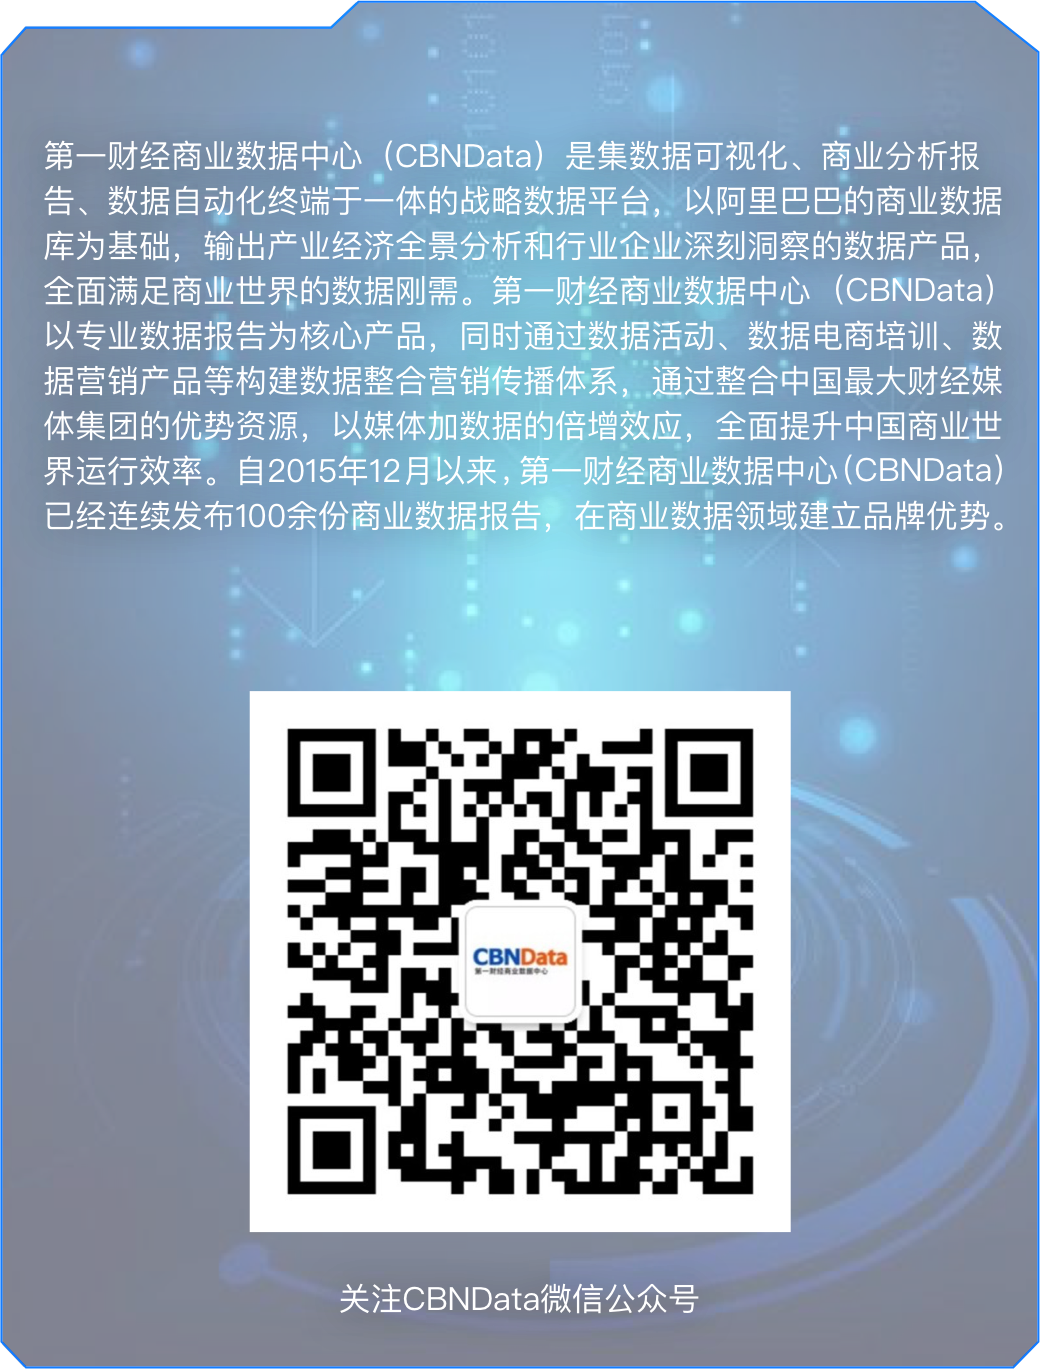 第一财经商业数据中心（CBNData）是集数据可视化、商业分析报
告、数据自动化终端于一体的战略数据平台，以阿里巴巴的商业数据
库为基础，输出产业经济全景分析和行业企业深刻洞察的数据产品，
全面满足商业世界的数据刚需。第一财经商业数据中心（CBNData）
以专业数据报告为核心产品，同时通过数据活动、数据电商培训、数
据营销产品等构建数据整合营销传播体系，通过整合中国最大财经媒
体集团的优势资源，以媒体加数据的倍增效应，全面提升中国商业世
界运行效率。自2015年12月以来，第一财经商业数据中心（CBNData）
已经连续发布100余份商业数据报告，在商业数据领域建立品牌优势。
CBNData
第一财经商业数据中心
关注CBNData微信公众号